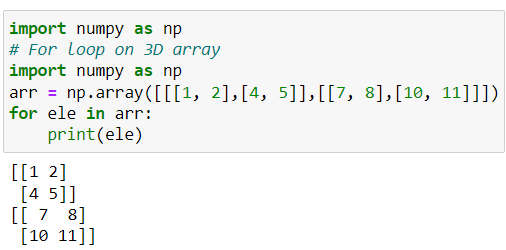 import numpy as np
# For loop on 3D array
import numpy as np
arr = np.array([[[1, 2],[4, 5]],[[7, 8],[10, 11]]])
for ele in arr:
    print(ele)
[[1 2]
 [4 5]]
[[ 7  8]
 [10 11]]